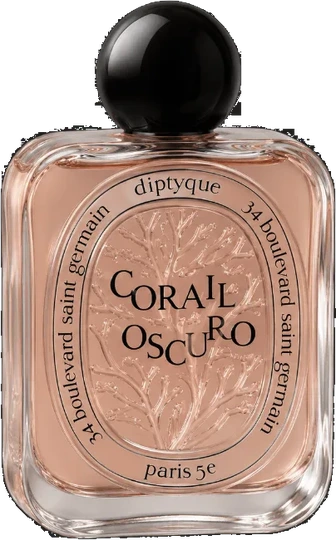 diptyque
34 boulevard saint germain
34 boulevard saint germain
CORAIL
OSCURO
paris 5e